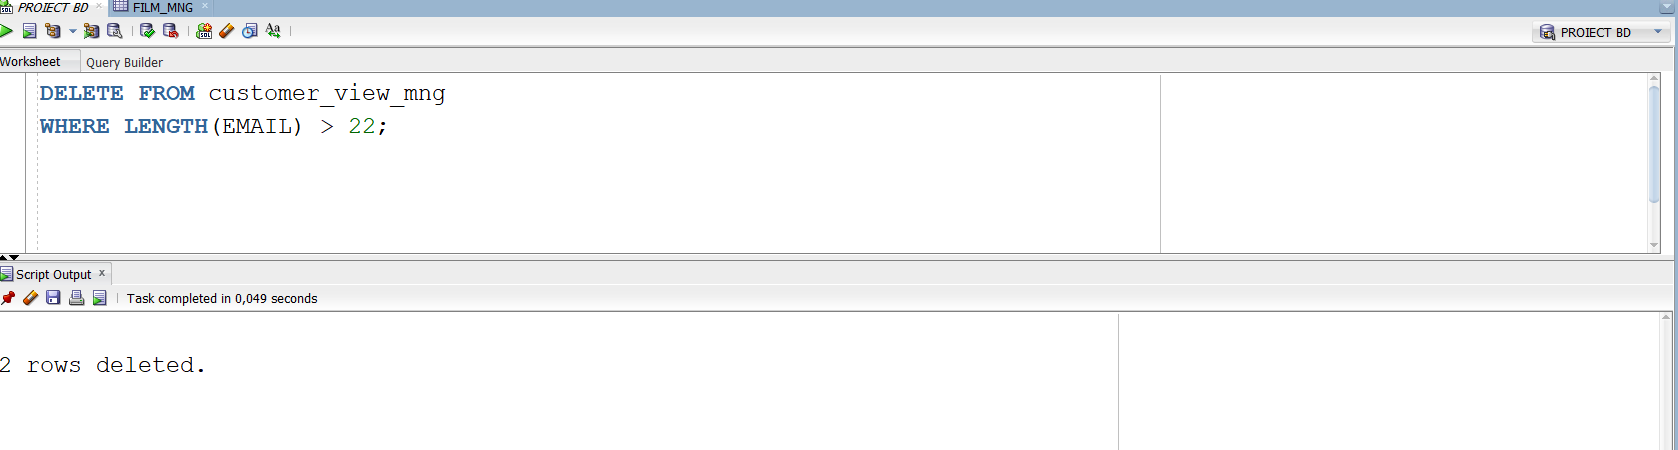 PROIECT BD
FILM_MNG
PROIECT BD
Worksheet
Query Builder
DELETE FROM customer_view_mng
WHERE LENGTH(EMAIL) > 22;
Script Output
Task completed in 0,049 seconds
2 rows deleted.